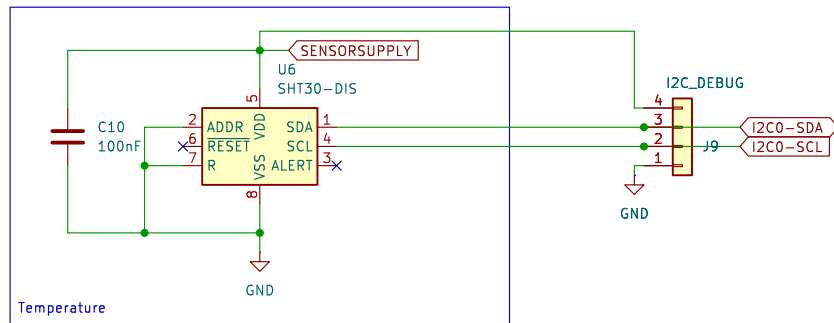 SENSORSUPPLY
U6
SHT30-DIS
I2C_DEBUG
5
4
C10
100nF
2
ADDR
VDD
SDA
1
3
I2C0-SDA
6
RESET
SCL
4
2
J9
I2C0-SCL
7
R
VSS
ALERT
3
1
8
GND
GND
Temperature